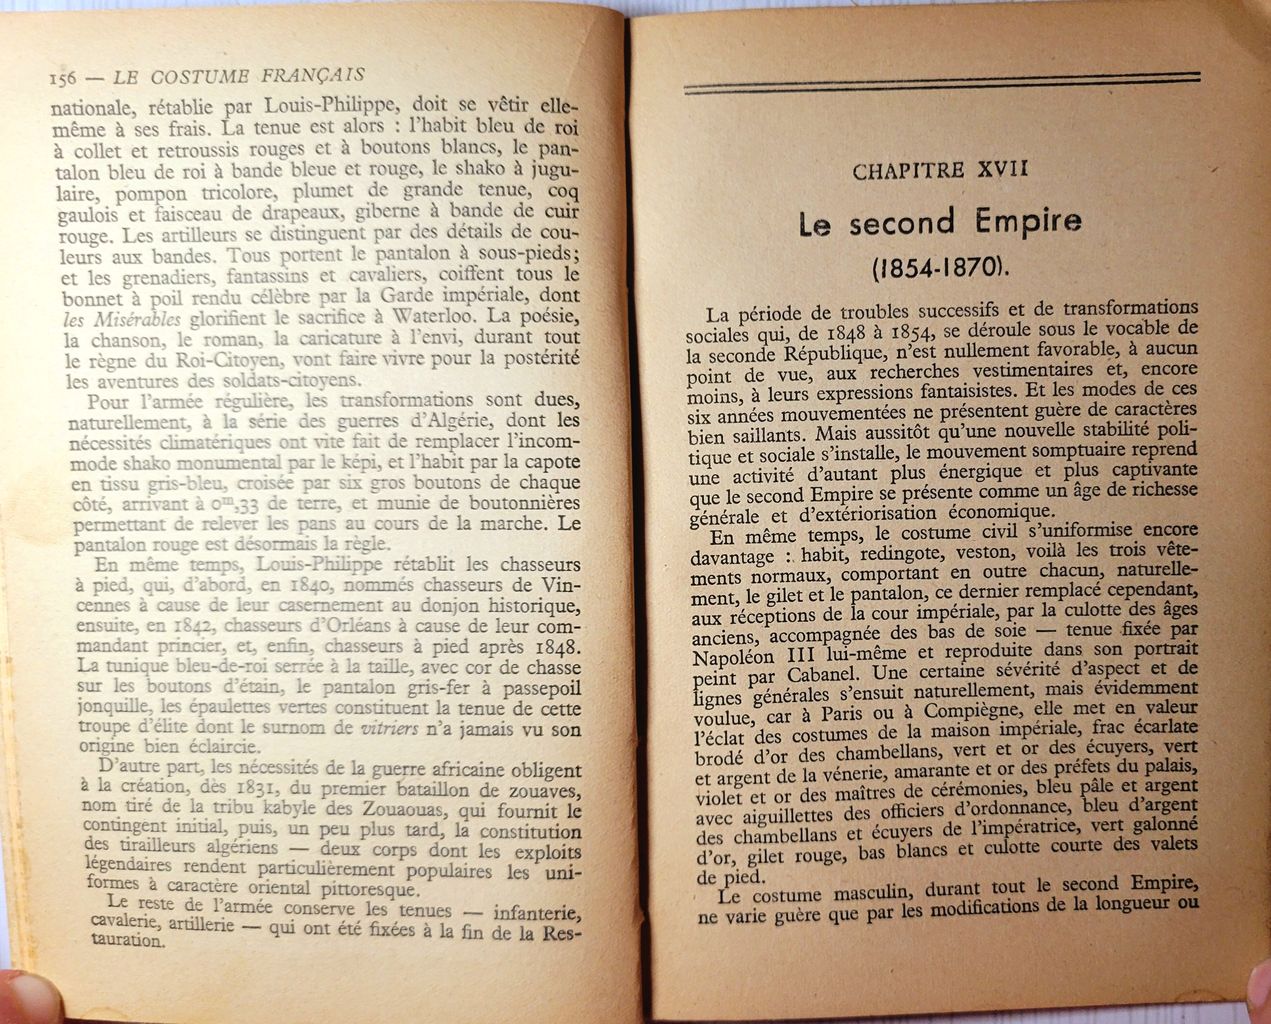 156 — LE COSTUME FRANÇAIS
nationale, rétablie par Louis-Philippe, doit se vêtir elle-
même à ses frais. La tenue est alors : l'habit bleu de roi
à collet et retroussis rouges et à boutons blancs, le pan-
talon bleu de roi à bande bleue et rouge, le shako à jugu-
laire, pompon tricolore, plumet de grande tenue, coq
gaulois et faisceau de drapeaux, giberne à bande de cuir
rouge. Les artilleurs se distinguent par des détails de cou-
leurs aux bandes. Tous portent le pantalon à sous-pieds;
et les grenadiers, fantassins et cavaliers, coiffent tous le
bonnet à poil rendu célèbre par la Garde impériale, dont
les Misérables glorifient le sacrifice à Waterloo. La poésie,
la chanson, le roman, la caricature à l'envi, durant tout
le règne du Roi-Citoyen, vont faire vivre pour la postérité
les aventures des soldats-citoyens.
Pour l'armée régulière, les transformations sont dues,
naturellement, à la série des guerres d'Algérie, dont les
nécessités climatériques ont vite fait de remplacer l'incom-
mode shako monumental par le képi, et l'habit par la capote
en tissu gris-bleu, croisée par six gros boutons de chaque
côté, arrivant à 0m,33 de terre, et munie de boutonnières
permettant de relever les pans au cours de la marche. Le
pantalon rouge est désormais la règle.
En même temps, Louis-Philippe rétablit les chasseurs
à pied, qui, d'abord, en 1840, nommés chasseurs de Vin-
cennes à cause de leur casernement au donjon historique,
ensuite, en 1842, chasseurs d'Orléans à cause de leur com-
mandant princier, et, enfin, chasseurs à pied après 1848.
La tunique bleu-de-roi serrée à la taille, avec cor de chasse
sur les boutons d'étain, le pantalon gris-fer à passepoil
jonquille, les épaulettes vertes constituent la tenue de cette
troupe d'élite dont le surnom de vitriers n'a jamais vu son
origine bien éclaircie.
D'autre part, les nécessités de la guerre africaine obligent
à la création, dès 1831, du premier bataillon de zouaves,
nom tiré de la tribu kabyle des Zouaouas, qui fournit le
contingent initial, puis, un peu plus tard, la constitution
des tirailleurs algériens — deux corps dont les exploits
légendaires rendent particulièrement populaires les uni-
formes à caractère oriental pittoresque.
Le reste de l'armée conserve les tenues — infanterie,
cavalerie, artillerie — qui ont été fixées à la fin de la Res-
tauration.
CHAPITRE XVII
Le second Empire
(1854-1870).
La période de troubles successifs et de transformations
sociales qui, de 1848 à 1854, se déroule sous le vocable de
la seconde République, n'est nullement favorable, à aucun
point de vue, aux recherches vestimentaires et, encore
moins, à leurs expressions fantaisistes. Et les modes de ces
six années mouvementées ne présentent guère de caractères
bien saillants. Mais aussitôt qu'une nouvelle stabilité poli-
tique et sociale s'installe, le mouvement somptuaire reprend
une activité d'autant plus énergique et plus captivante
que le second Empire se présente comme un âge de richesse
générale et d'extériorisation économique.
En même temps, le costume civil s'uniformise encore
davantage : habit, redingote, veston, voilà les trois vête-
ments normaux, comportant en outre chacun, naturelle-
ment, le gilet et le pantalon, ce dernier remplacé cependant,
aux réceptions de la cour impériale, par la culotte des âges
anciens, accompagnée des bas de soie — tenue fixée par
Napoléon III lui-même et reproduite dans son portrait
peint par Cabanel. Une certaine sévérité d'aspect et de
lignes générales s'ensuit naturellement, mais évidemment
voulue, car à Paris ou à Compiègne, elle met en valeur
l'éclat des costumes de la maison impériale, frac écarlate
brodé d'or des chambellans, vert et or des écuyers, vert
et argent de la vénerie, amarante et or des préfets du palais,
violet et or des maîtres de cérémonies, bleu pâle et argent
avec aiguillettes des officiers d'ordonnance, bleu d'argent
des chambellans et écuyers de l'impératrice, vert galonné
d'or, gilet rouge, bas blancs et culotte courte des valets
de pied.
Le costume masculin, durant tout le second Empire,
ne varie guère que par les modifications de la longueur ou